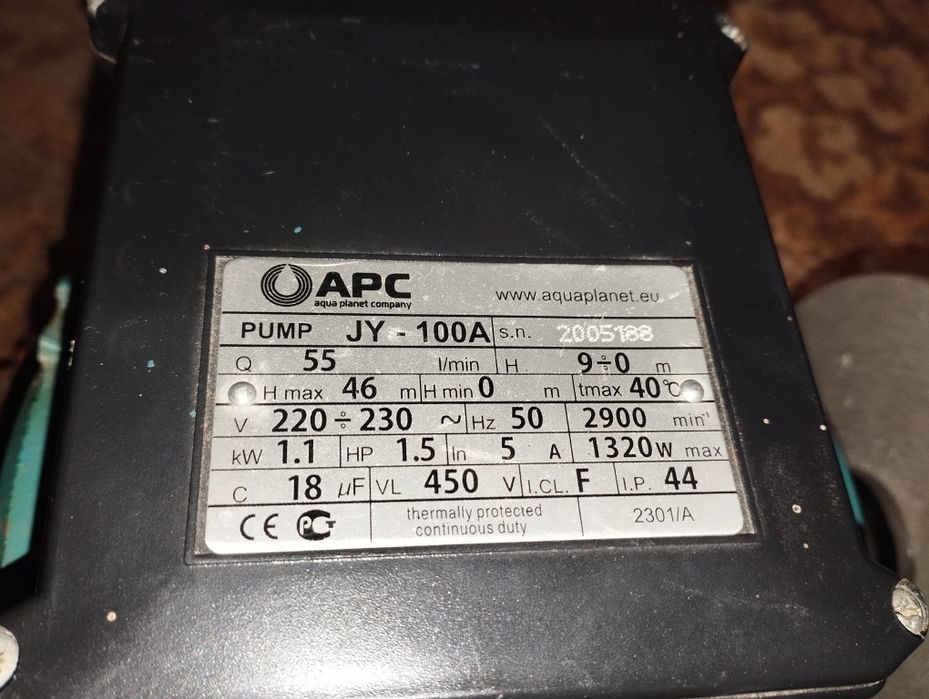 APC
aqua planet company
www.aquaplanet.eu
PUMP JY - 100A s.n. 2005188
Q 55 l/min H 9÷0 m
H max 46 m H min 0 m tmax 40°C
V 220 ÷ 230 ~ Hz 50 2900 min⁻¹
kW 1.1 HP 1.5 In 5 A 1320W max
C 18 µF VL 450 V I.CL. F I.P. 44
CE РСТ thermally protected 2301/A
continuous duty